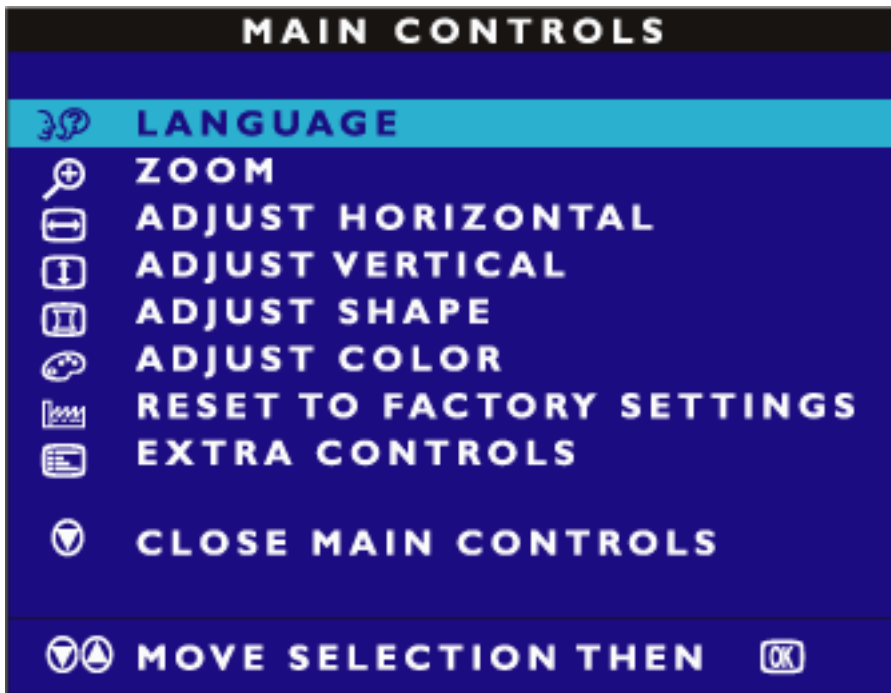 MAIN CONTROLS
LANGUAGE
ZOOM
ADJUST HORIZONTAL
ADJUST VERTICAL
ADJUST SHAPE
ADJUST COLOR
RESET TO FACTORY SETTINGS
EXTRA CONTROLS
CLOSE MAIN CONTROLS
MOVE SELECTION THEN OK